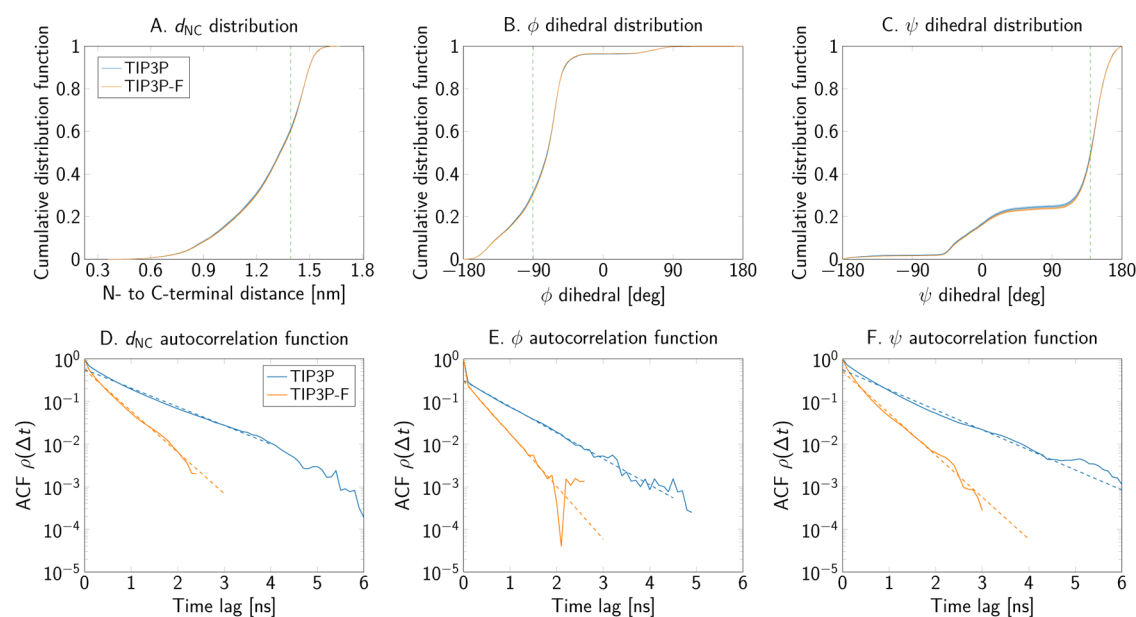 A. d_NC distribution
B. ϕ dihedral distribution
C. ψ dihedral distribution
Cumulative distribution function
1
0.8
0.6
0.4
0.2
0
TIP3P
TIP3P-F
0.3 0.6 0.9 1.2 1.5 1.8
N- to C-terminal distance [nm]
Cumulative distribution function
1
0.8
0.6
0.4
0.2
0
−180 −90 0 90 180
ϕ dihedral [deg]
Cumulative distribution function
1
0.8
0.6
0.4
0.2
0
−180 −90 0 90 180
ψ dihedral [deg]
D. d_NC autocorrelation function
E. ϕ autocorrelation function
F. ψ autocorrelation function
ACF ρ(Δt)
10^0
10^−1
10^−2
10^−3
10^−4
10^−5
TIP3P
TIP3P-F
0 1 2 3 4 5 6
Time lag [ns]
ACF ρ(Δt)
10^0
10^−1
10^−2
10^−3
10^−4
10^−5
0 1 2 3 4 5 6
Time lag [ns]
ACF ρ(Δt)
10^0
10^−1
10^−2
10^−3
10^−4
10^−5
0 1 2 3 4 5 6
Time lag [ns]